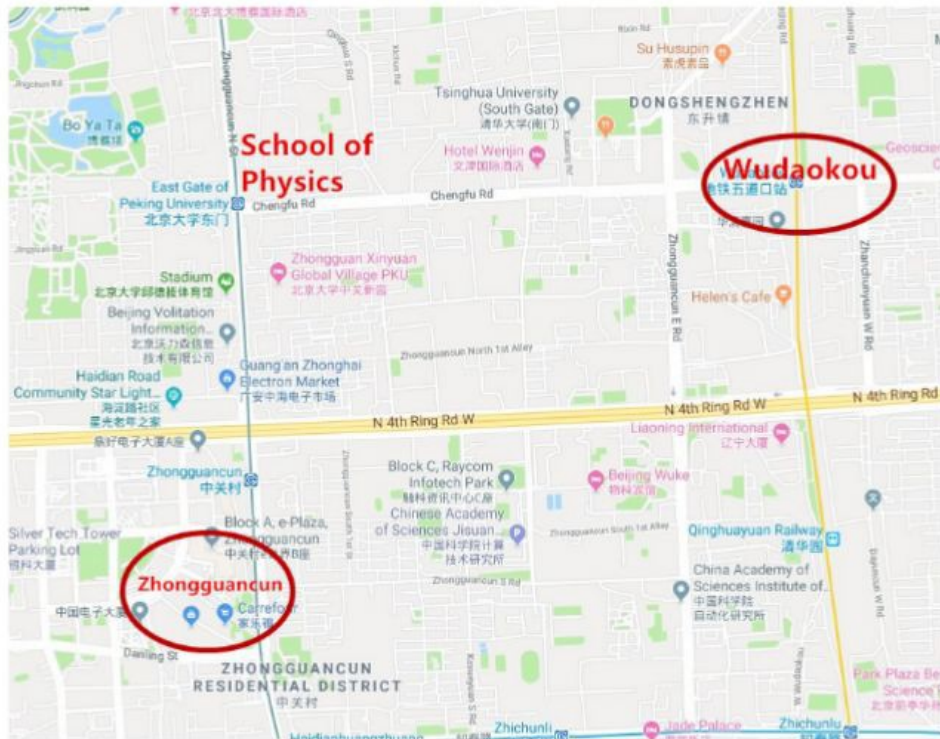 北京北大博雅国际酒店
Su Husupin
素虎素品
Jingchun Rd
Zhongguancun N St
Tsinghua University
(South Gate)
清华大学(南门)
DONGSHENGZHEN
东升镇
Bo Ya Ta
博雅塔
School of
Physics
Hotel Wenjin
文津国际酒店
Wudaokou
地铁五道口站
East Gate of
Peking University
北京大学东门
Chengfu Rd
Chengfu Rd
Zhongguan Xinyuan
Global Village PKU
北京大学中关新园
Zhongguancun E Rd
Zhanchunyuan W Rd
Stadium
北京大学邱德拔体育馆
Helen's Cafe
Beijing Volitation
Information...
北京沃力森信息
技术有限公司
Zhongguancun North 1st Alley
Guang'an Zhonghai
Electron Market
广安中海电子市场
Haidian Road
Community Star Light...
海淀路社区
星光老年之家
N 4th Ring Rd W
N 4th Ring Rd W
N 4th Ring Rd
Liaoning International
辽宁大厦
Zhongguancun
中关村
Block C, Raycom
Infotech Park
融科资讯中心C座
Beijing Wuke
物科宾馆
Silver Tech Tower
Parking Lot
Block A, e-Plaza,
Zhongguancun
Chinese Academy
of Sciences Jisuan...
中国科学院计算
技术研究所
Zhongguancun South 1st Alley
Qinghuayuan Railway
清华园
Zhongguancun
Zhongguancun S Rd
China Academy of
Sciences Institute of...
中国科学院
自动化研究所
Carrefour
家乐福
Danling St
ZHONGGUANCUN
RESIDENTIAL DISTRICT
中关村
Park Plaza Be
Science
Zhichunli
Jade Palace
Zhichunlu